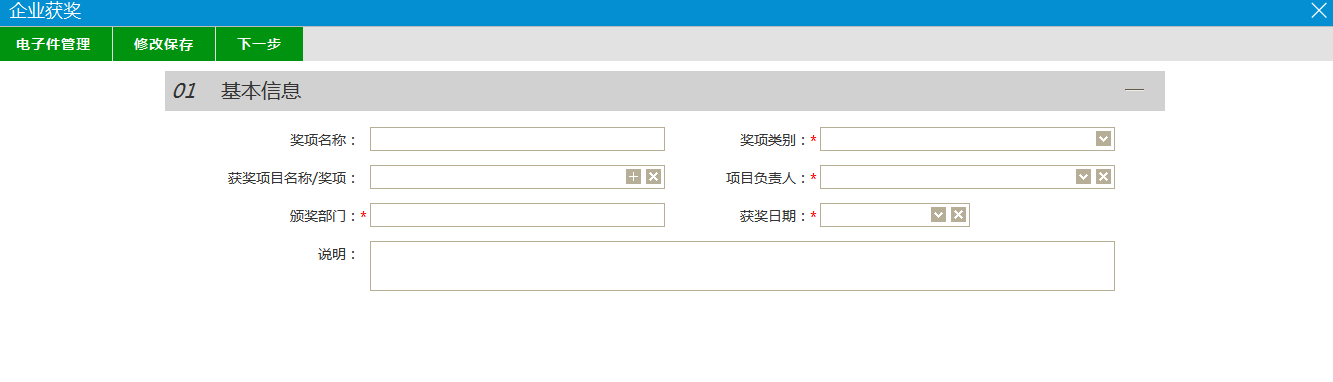 企业获奖
电子件管理 修改保存 下一步
01 基本信息
奖项名称： 奖项类别：*
获奖项目名称/奖项： 项目负责人：*
颁奖部门：* 获奖日期：*
说明：